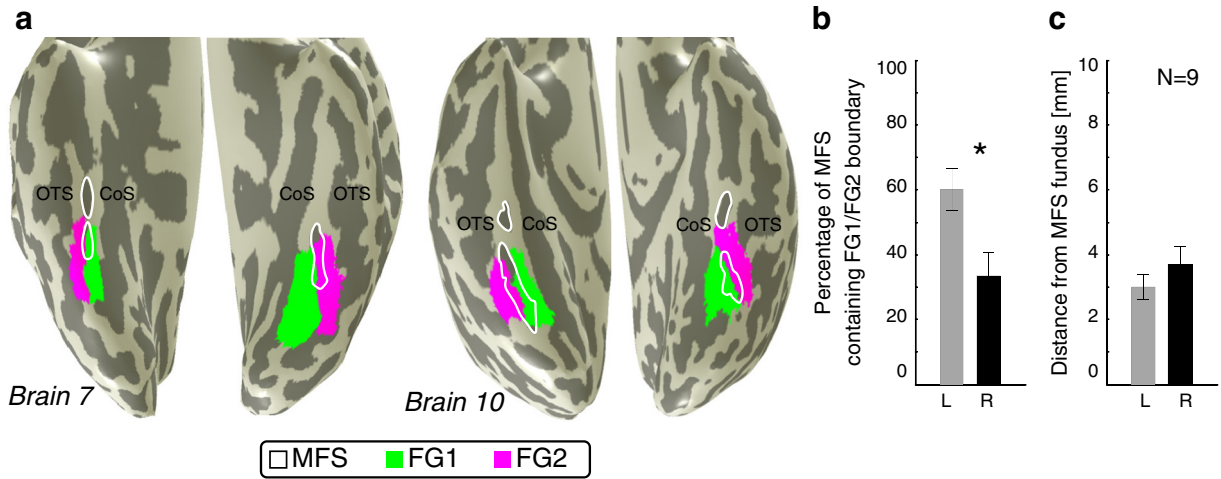 a
OTS CoS
CoS OTS
OTS CoS
CoS OTS
Brain 7
Brain 10
MFS FG1 FG2
b
Percentage of MFS
containing FG1/FG2 boundary
100
80
60
40
20
0
*
L R
c
Distance from MFS fundus [mm]
10
8
6
4
2
0
N=9
L R